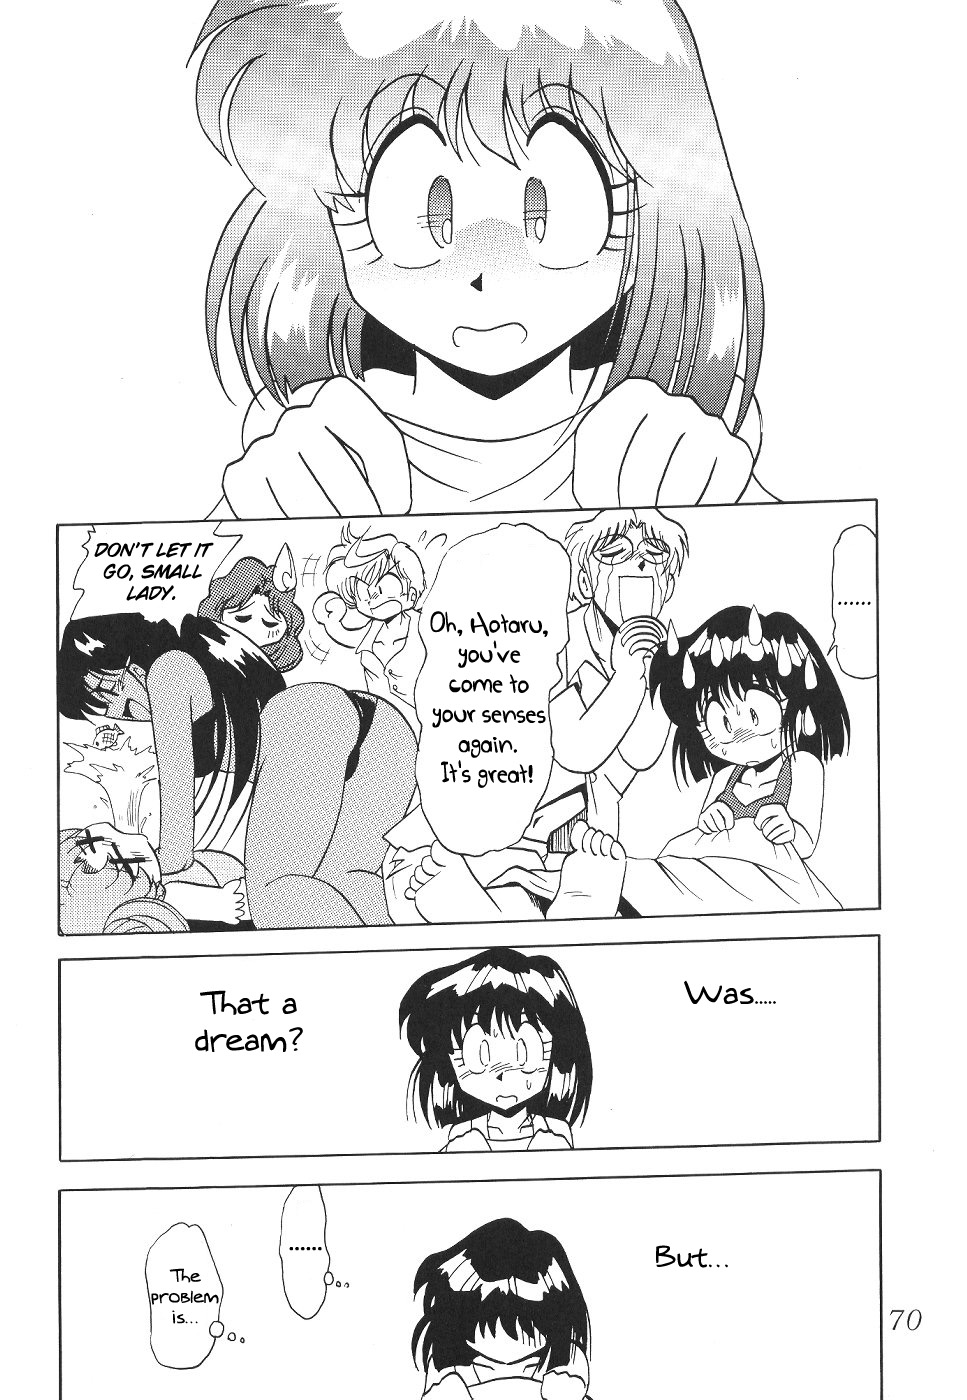 ......
Oh, Hotaru,
you've
come to
your senses
again.
It's great!
DON'T LET IT
GO, SMALL
LADY.
Was.....
That a
dream?
But...
......
The
problem
is...
70